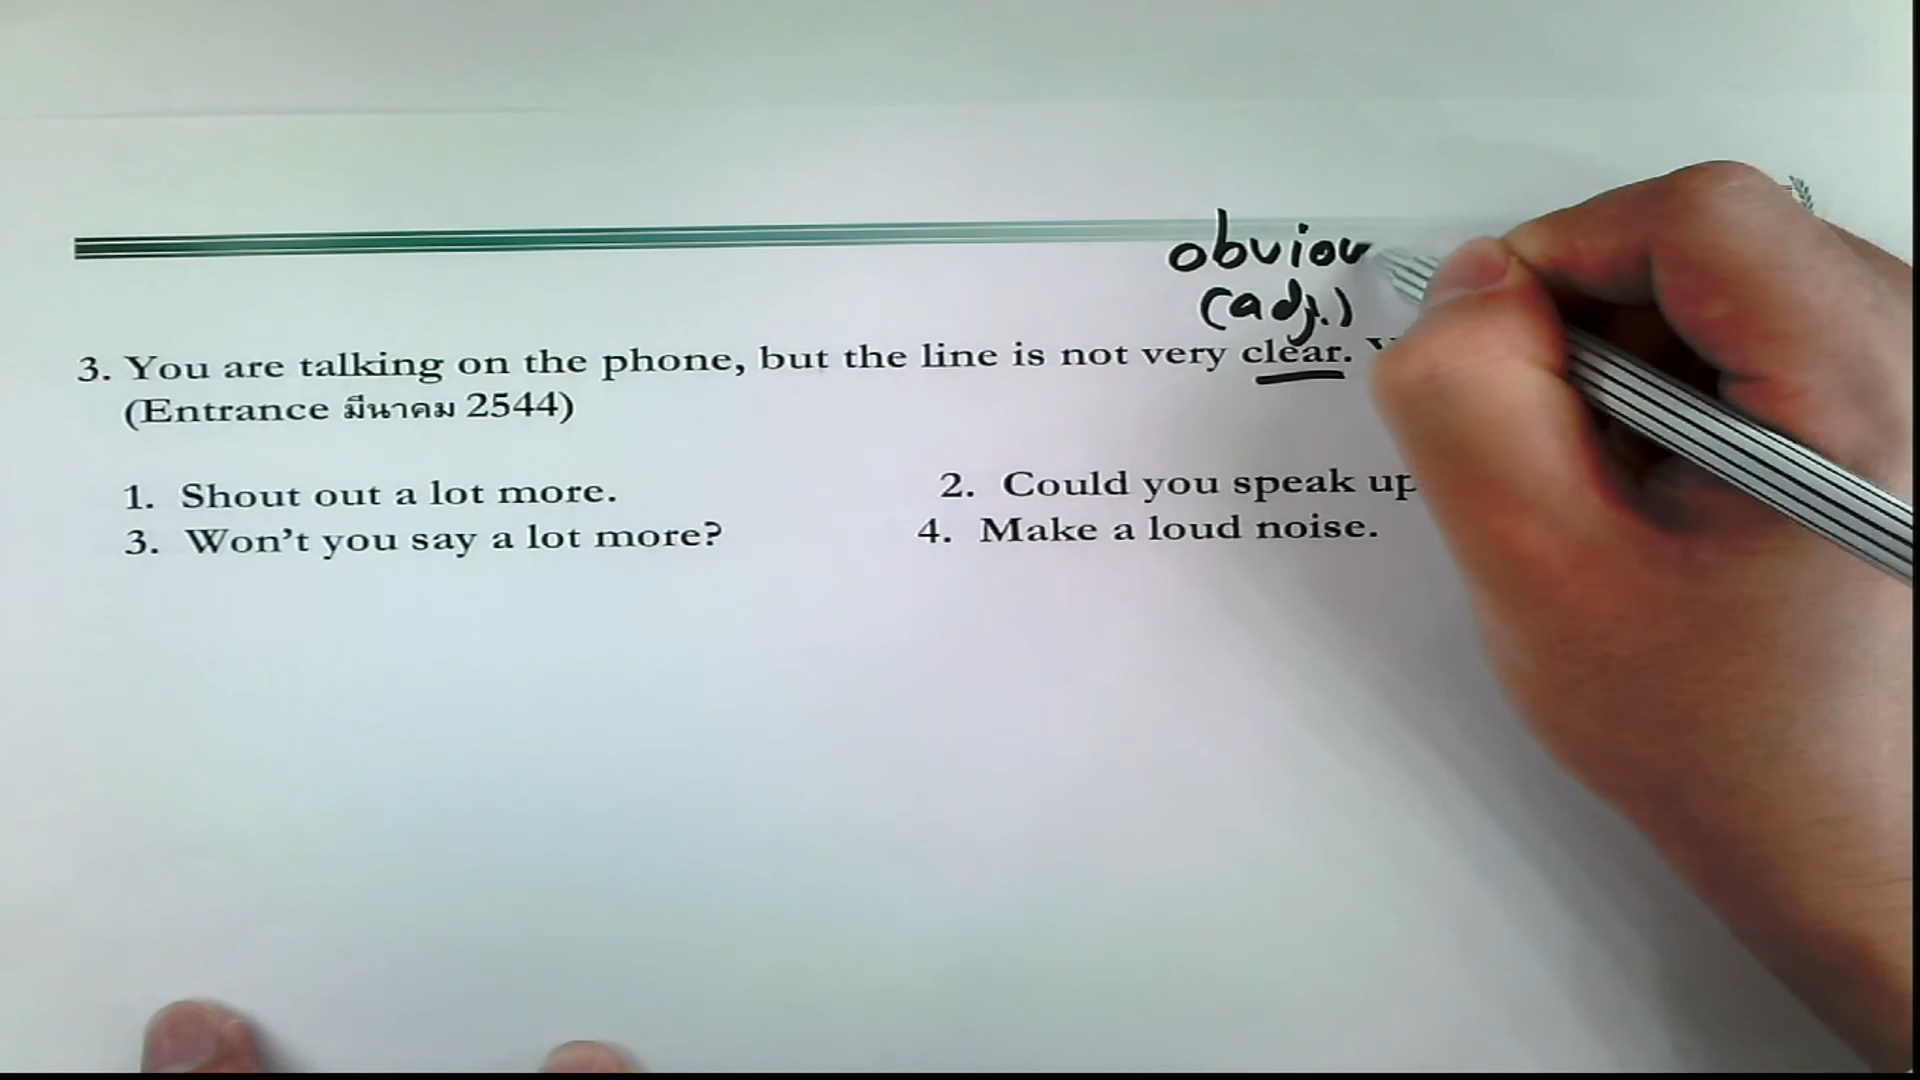 obviou
(adj.)
3. You are talking on the phone, but the line is not very clear.
(Entrance มีนาคม 2544)
1. Shout out a lot more.
2. Could you speak up
3. Won't you say a lot more?
4. Make a loud noise.